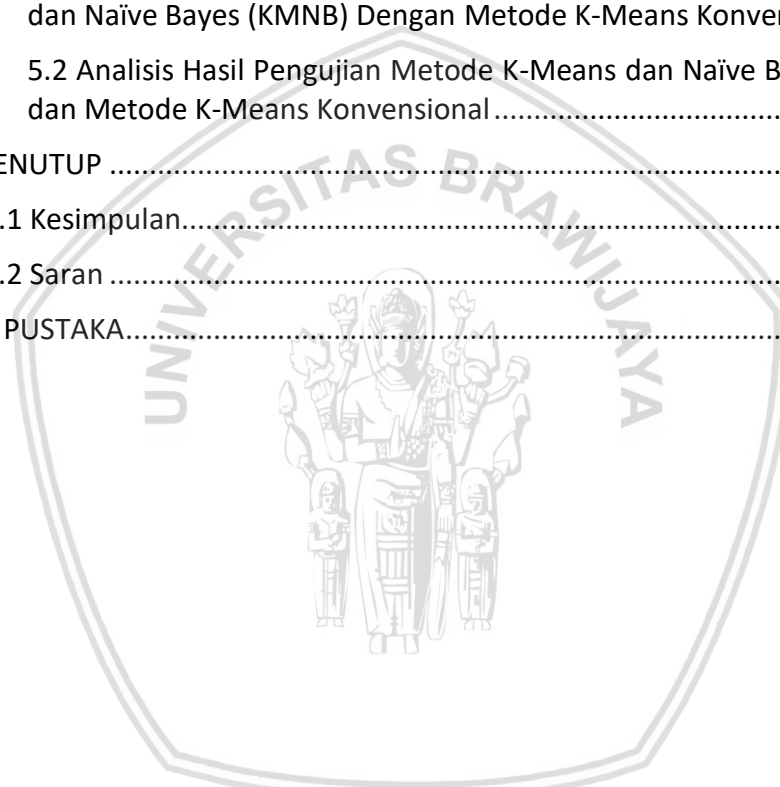 dan Naïve Bayes (KMNB) Dengan Metode K-Means
5.2 Analisis Hasil Pengujian Metode K-Means dan Naïve
dan Metode K-Means Konvensional ..........................................
ENUTUP ....................................................................................
.1 Kesimpulan............................................................................
.2 Saran ....................................................................................
PUSTAKA..................................................................................
UNIVERSITAS BRAWIJAYA